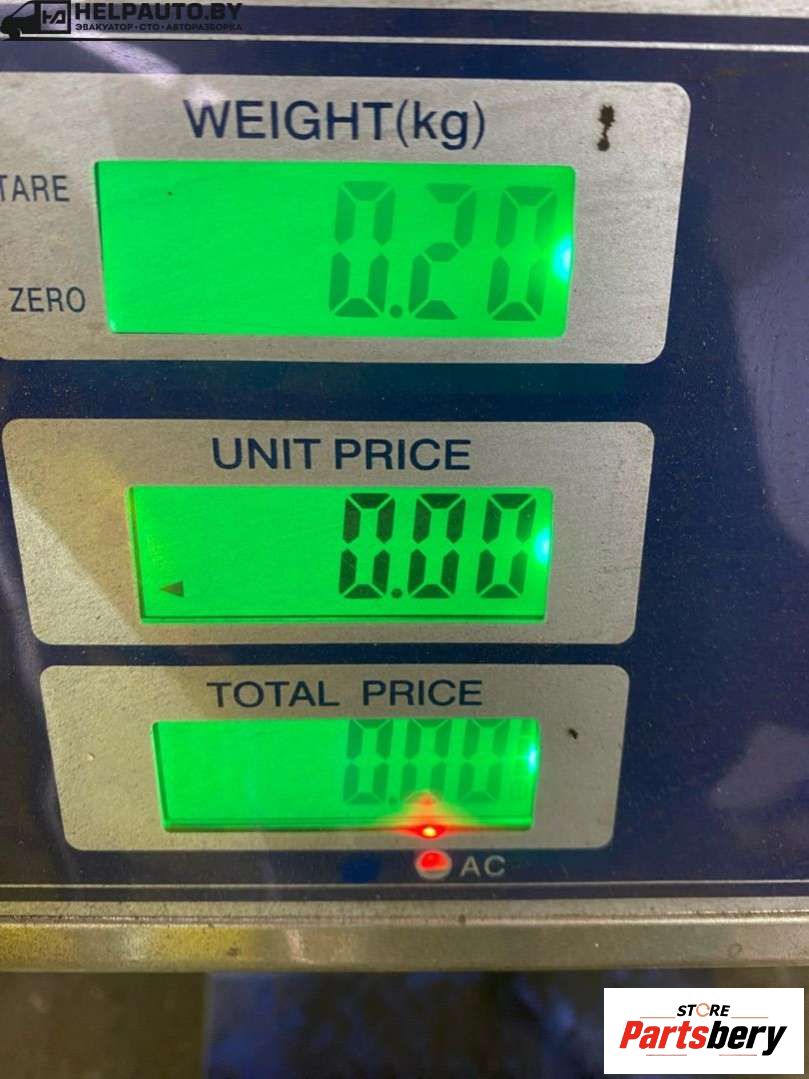 HELPAUTO.BY
ЭВАКУАТОР • СТО • АВТОРАЗБОРКА
WEIGHT(kg)
TARE
0.20
ZERO
UNIT PRICE
0.00
TOTAL PRICE
0.00
AC
STORE
Partsbery